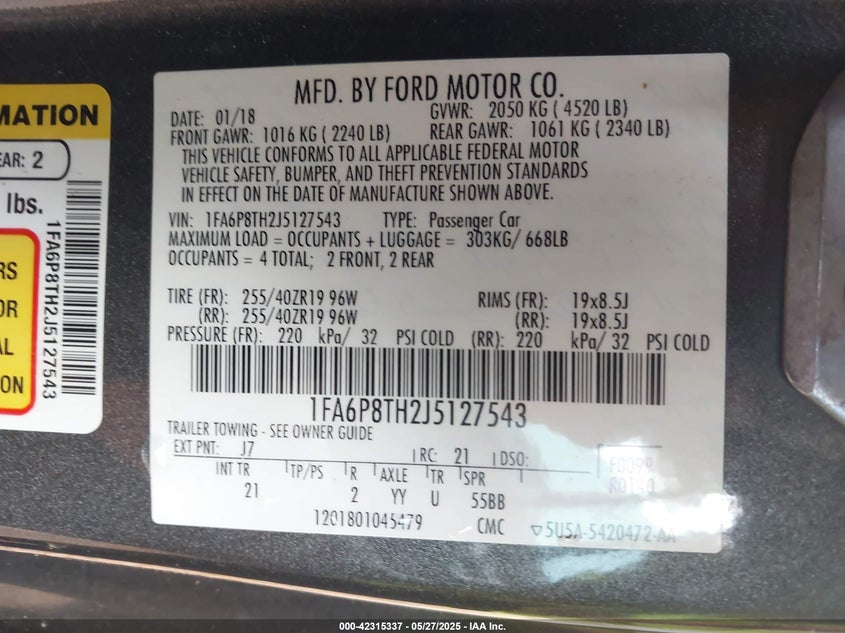 MATION
EAR: 2
lbs.
1FA6P8TH2J5127543
RS
OR
AL
ON
MFD. BY FORD MOTOR CO.
DATE: 01/18 GVWR: 2050 KG ( 4520 LB)
FRONT GAWR: 1016 KG ( 2240 LB) REAR GAWR: 1061 KG ( 2340 LB)
THIS VEHICLE CONFORMS TO ALL APPLICABLE FEDERAL MOTOR
VEHICLE SAFETY, BUMPER, AND THEFT PREVENTION STANDARDS
IN EFFECT ON THE DATE OF MANUFACTURE SHOWN ABOVE.
VIN: 1FA6P8TH2J5127543 TYPE: Passenger Car
MAXIMUM LOAD = OCCUPANTS + LUGGAGE = 303KG/ 668LB
OCCUPANTS = 4 TOTAL; 2 FRONT, 2 REAR
TIRE (FR): 255/40ZR19 96W RIMS (FR): 19x8.5J
(RR): 255/40ZR19 96W (RR): 19x8.5J
PRESSURE (FR): 220 kPa/ 32 PSI COLD (RR): 220 kPa/ 32 PSI COLD
1FA6P8TH2J5127543
TRAILER TOWING - SEE OWNER GUIDE
EXT PNT: J7 RC: 21 DSO: F0099
R0140
INT TR TP/PS R AXLE TR SPR
21 2 YY U 55BB
1201801045479 CMC ▽5U5A-5420472-AA
000-42315337 - 05/27/2025 - IAA Inc.